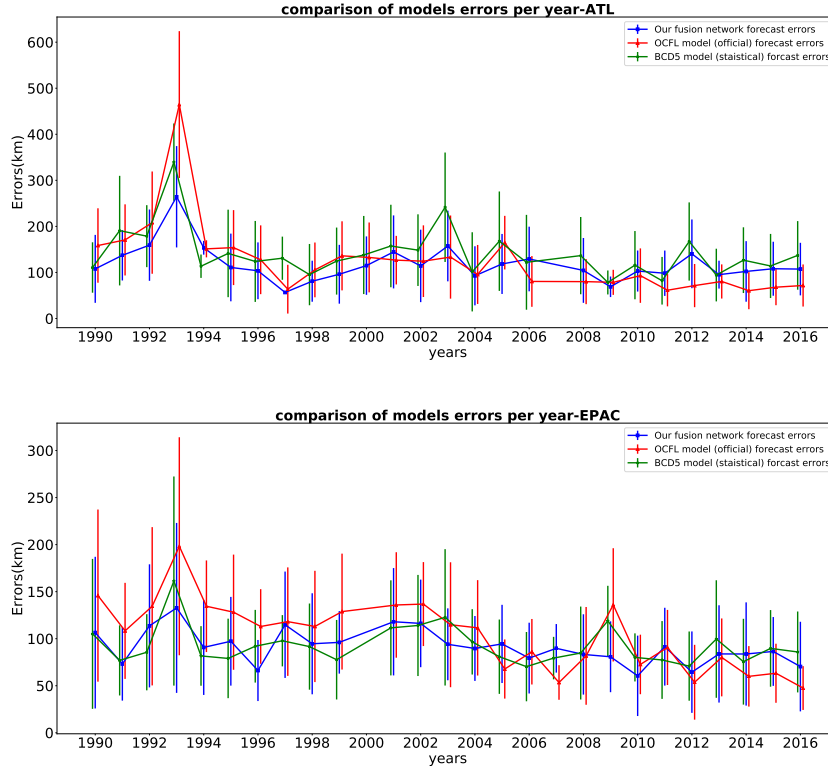 comparison of models errors per year-ATL
Our fusion network forecast errors
OCFL model (official) forecast errors
BCD5 model (staistical) forcast errors
600
500
400
300
200
100
0
Errors(km)
1990 1992 1994 1996 1998 2000 2002 2004 2006 2008 2010 2012 2014 2016
years
comparison of models errors per year-EPAC
Our fusion network forecast errors
OCFL model (official) forecast errors
BCD5 model (staistical) forcast errors
300
250
200
150
100
50
0
Errors(km)
1990 1992 1994 1996 1998 2000 2002 2004 2006 2008 2010 2012 2014 2016
years